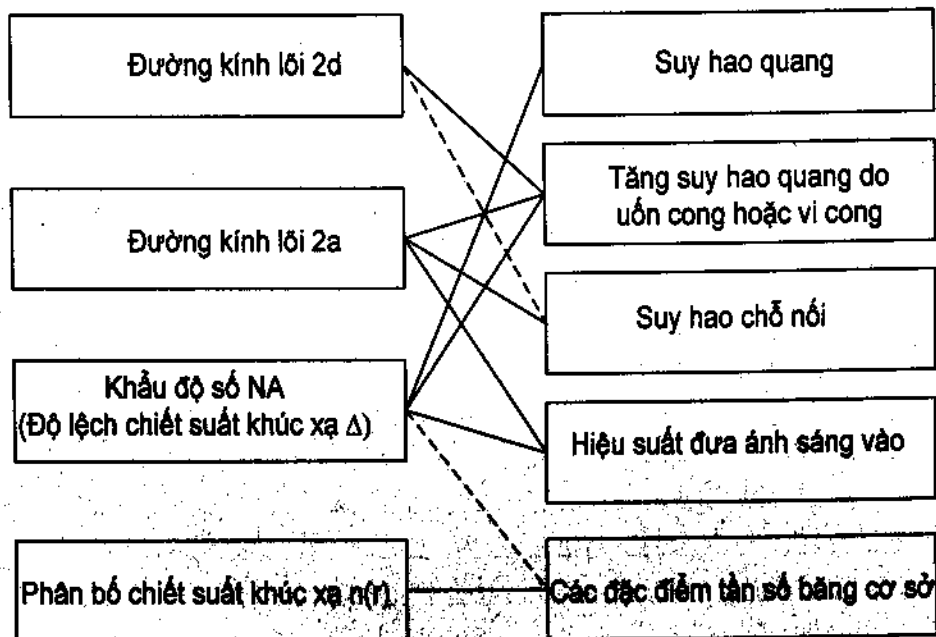 Đường kính lõi 2d
Suy hao quang
Đường kính lõi 2a
Tăng suy hao quang do
uốn cong hoặc vi cong
Suy hao chỗ nối
Khẩu độ số NA
(Độ lệch chiết suất khúc xạ Δ)
Hiệu suất đưa ánh sáng vào
Phân bố chiết suất khúc xạ n(r)
Các đặc điểm tần số băng cơ sở